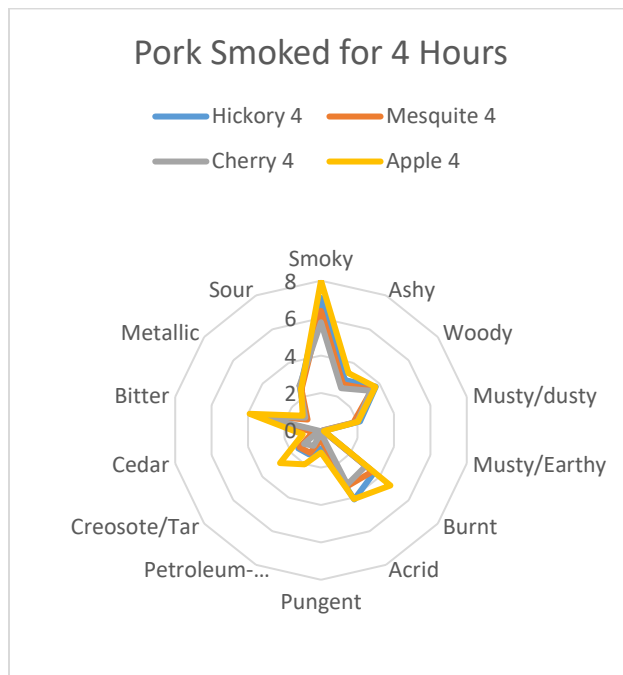 Pork Smoked for 4 Hours
Hickory 4
Mesquite 4
Cherry 4
Apple 4
Smoky
Ashy
Woody
Musty/dusty
Musty/Earthy
Burnt
Acrid
Pungent
Petroleum-...
Creosote/Tar
Cedar
Bitter
Metallic
Sour
8
6
4
2
0